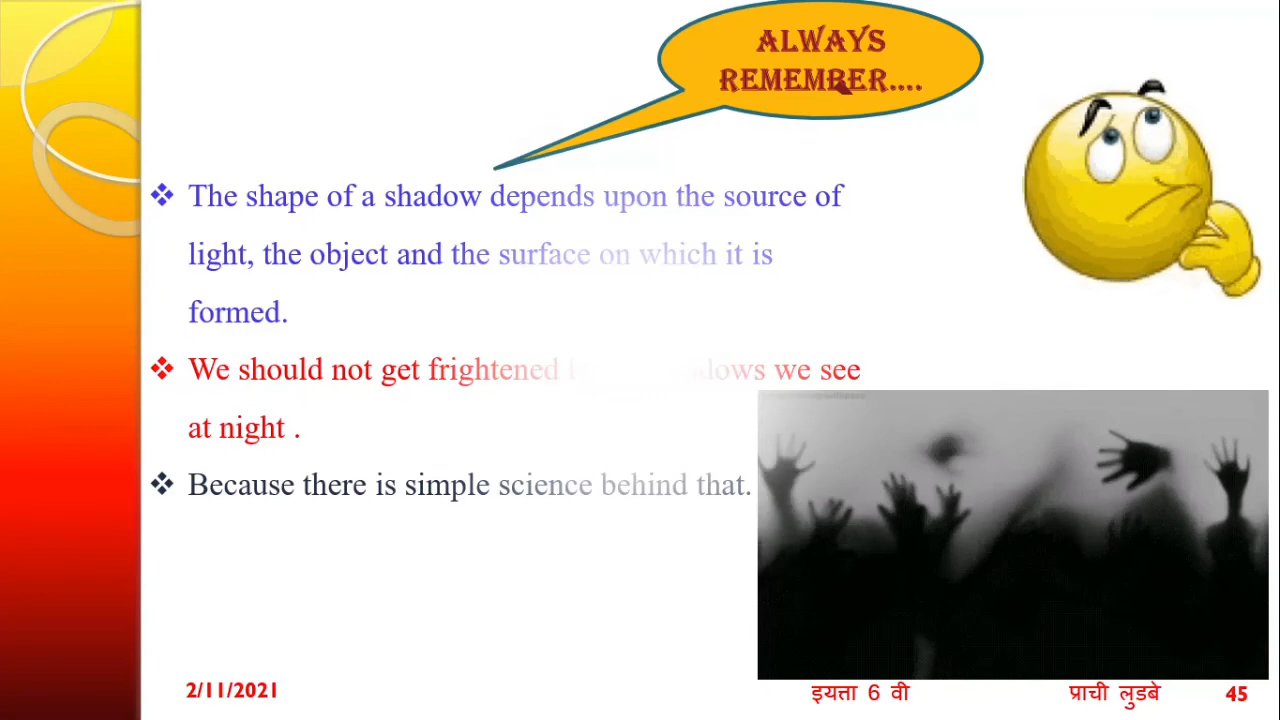 ALWAYS
REMEMBER....
❖ The shape of a shadow depends upon the source of
light, the object and the surface on which it is
formed.
❖ We should not get frightened we see
at night .
❖ Because there is simple science behind that.
2/11/2021 इयत्ता 6 वी प्राची लुडबे 45